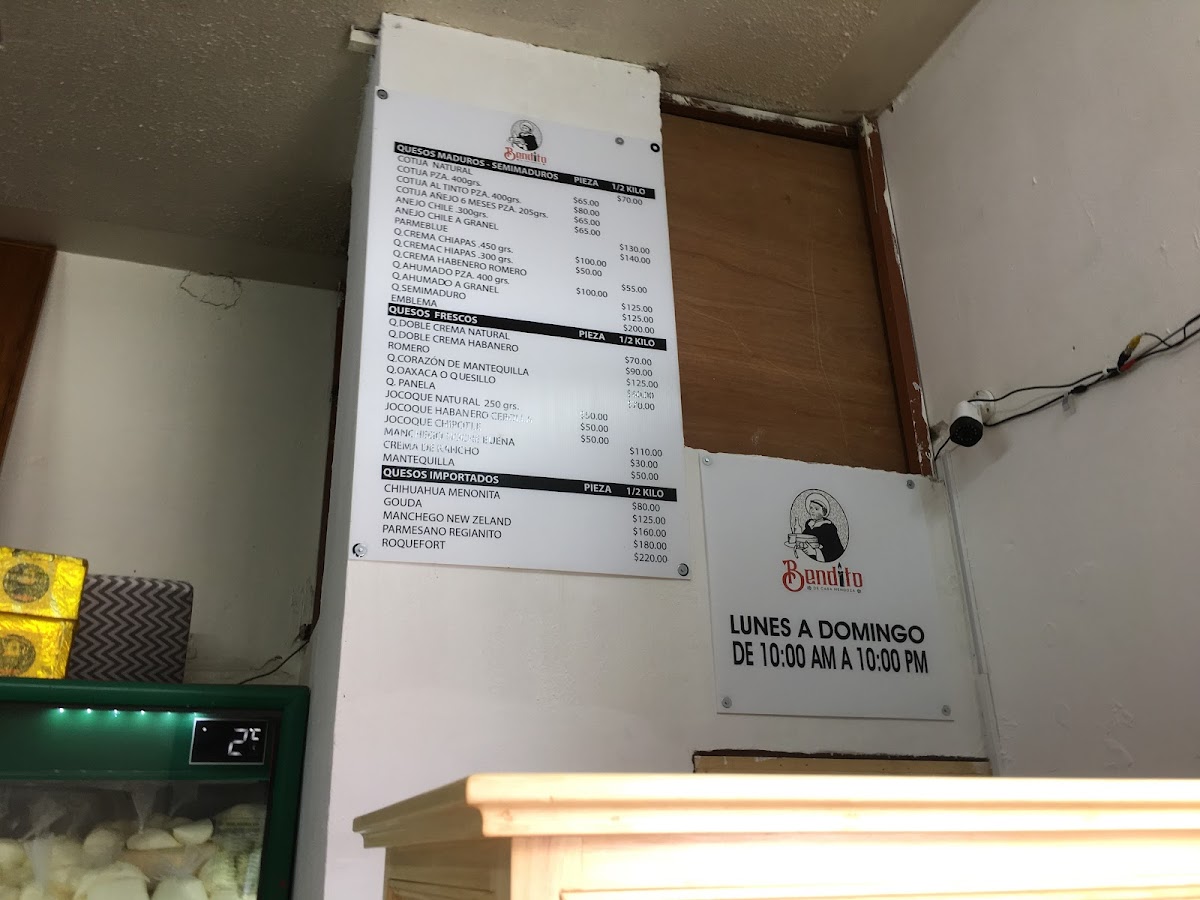 Bendito
QUESOS MADUROS - SEMIMADUROS PIEZA 1/2 KILO
COTIJA NATURAL $70.00
COTIJA PZA. 400grs. $65.00
COTIJA AL TINTO PZA. 400grs. $80.00
COTIJA AÑEJO 6 MESES PZA. 205grs. $65.00
ANEJO CHILE .300grs. $65.00
ANEJO CHILE A GRANEL $130.00
PARMEBLUE $140.00
Q.CREMA CHIAPAS .450 grs. $100.00
Q.CREMAC HIAPAS .300 grs. $50.00
Q.CREMA HABENERO ROMERO $55.00
Q.AHUMADO PZA. 400 grs. $100.00
Q.AHUMADO A GRANEL $125.00
Q.SEMIMADURO $125.00
EMBLEMA $200.00
QUESOS FRESCOS PIEZA 1/2 KILO
Q.DOBLE CREMA NATURAL $70.00
Q.DOBLE CREMA HABANERO $90.00
ROMERO
Q.CORAZÓN DE MANTEQUILLA $125.00
Q.OAXACA O QUESILLO
Q. PANELA
JOCOQUE NATURAL 250 grs. $50.00
JOCOQUE HABANERO $50.00
JOCOQUE CHIPOTLE $50.00
$110.00
CREMA DE RANCHO $30.00
MANTEQUILLA $50.00
QUESOS IMPORTADOS PIEZA 1/2 KILO
CHIHUAHUA MENONITA $80.00
GOUDA $125.00
MANCHEGO NEW ZELAND $160.00
PARMESANO REGIANITO $180.00
ROQUEFORT $220.00
Bendito
DE CASA MENDOZA
LUNES A DOMINGO
DE 10:00 AM A 10:00 PM
2°C